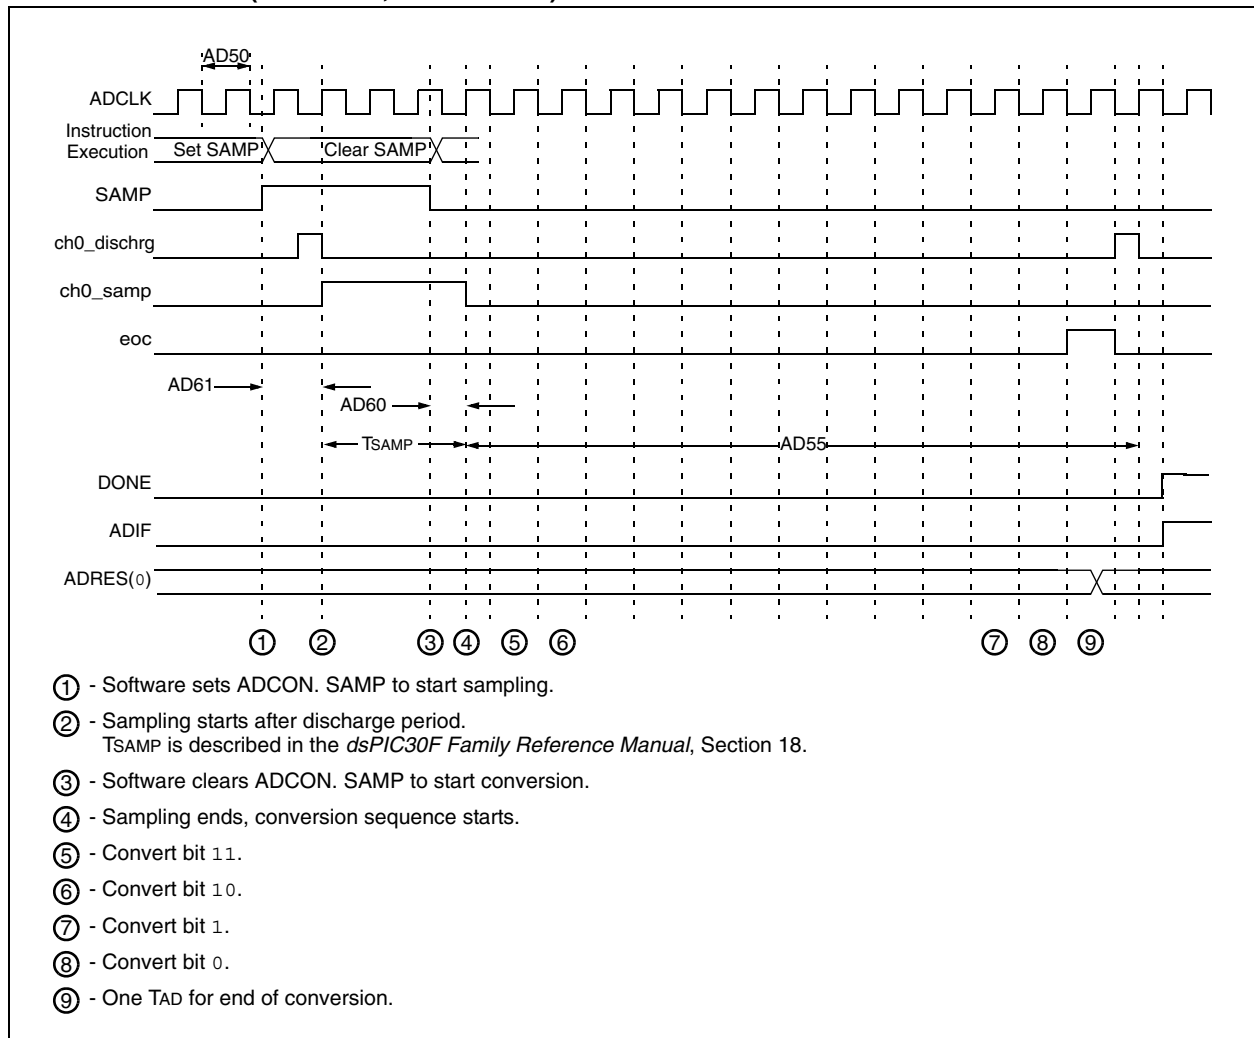 AD50
ADCLK
Instruction
Execution
Set SAMP
Clear SAMP
SAMP
ch0_dischrg
ch0_samp
eoc
AD61
AD60
TSAMP
AD55
DONE
ADIF
ADRES(0)
1 2 3 4 5 6 7 8 9
1 - Software sets ADCON. SAMP to start sampling.
2 - Sampling starts after discharge period.
TSAMP is described in the dsPIC30F Family Reference Manual, Section 18.
3 - Software clears ADCON. SAMP to start conversion.
4 - Sampling ends, conversion sequence starts.
5 - Convert bit 11.
6 - Convert bit 10.
7 - Convert bit 1.
8 - Convert bit 0.
9 - One TAD for end of conversion.